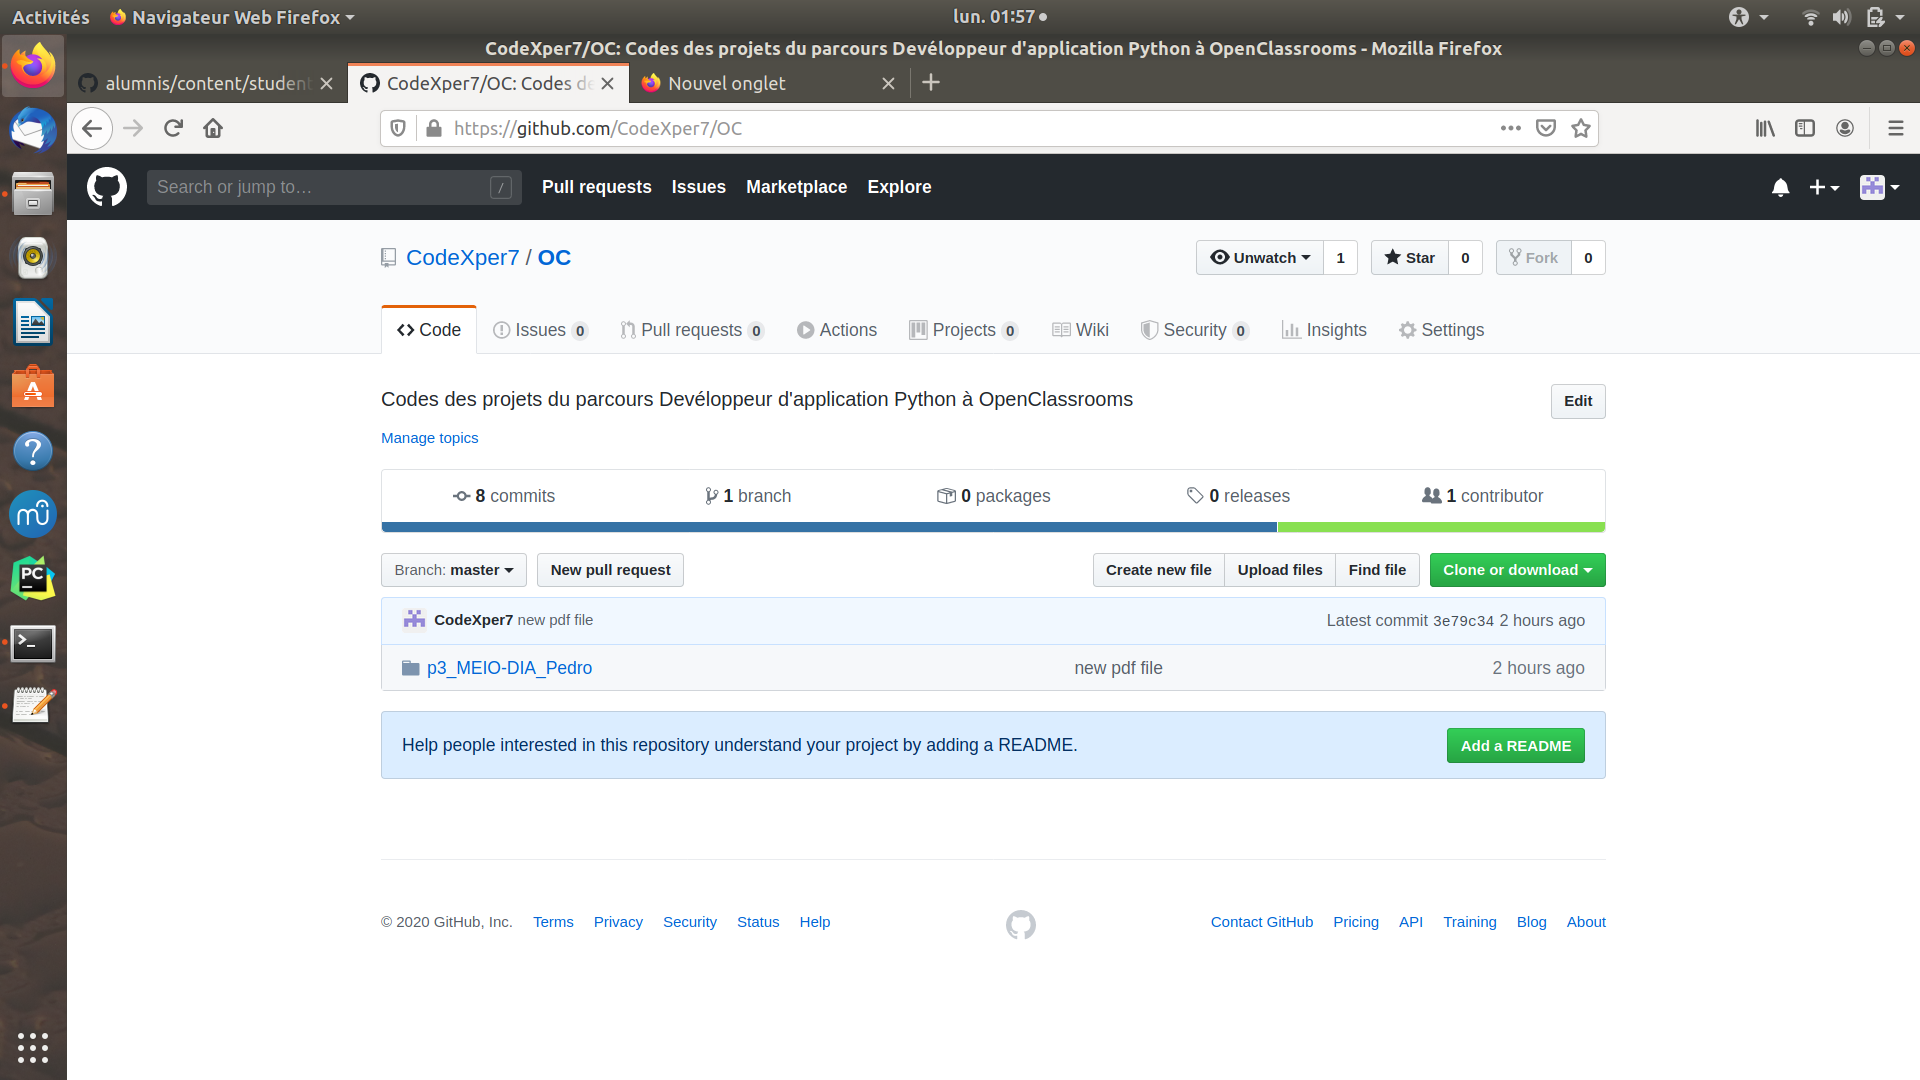 Activités Navigateur Web Firefox lun. 01:57
CodeXper7/OC: Codes des projets du parcours Devéloppeur d'application Python à OpenClassrooms - Mozilla Firefox
alumnis/content/student CodeXper7/OC: Codes de Nouvel onglet
https://github.com/CodeXper7/OC
Search or jump to… / Pull requests Issues Marketplace Explore
CodeXper7 / OC Unwatch 1 Star 0 Fork 0
Code Issues 0 Pull requests 0 Actions Projects 0 Wiki Security 0 Insights Settings
Codes des projets du parcours Devéloppeur d'application Python à OpenClassrooms Edit
Manage topics
8 commits 1 branch 0 packages 0 releases 1 contributor
Branch: master New pull request Create new file Upload files Find file Clone or download
CodeXper7 new pdf file Latest commit 3e79c34 2 hours ago
p3_MEIO-DIA_Pedro new pdf file 2 hours ago
Help people interested in this repository understand your project by adding a README. Add a README
© 2020 GitHub, Inc. Terms Privacy Security Status Help Contact GitHub Pricing API Training Blog About